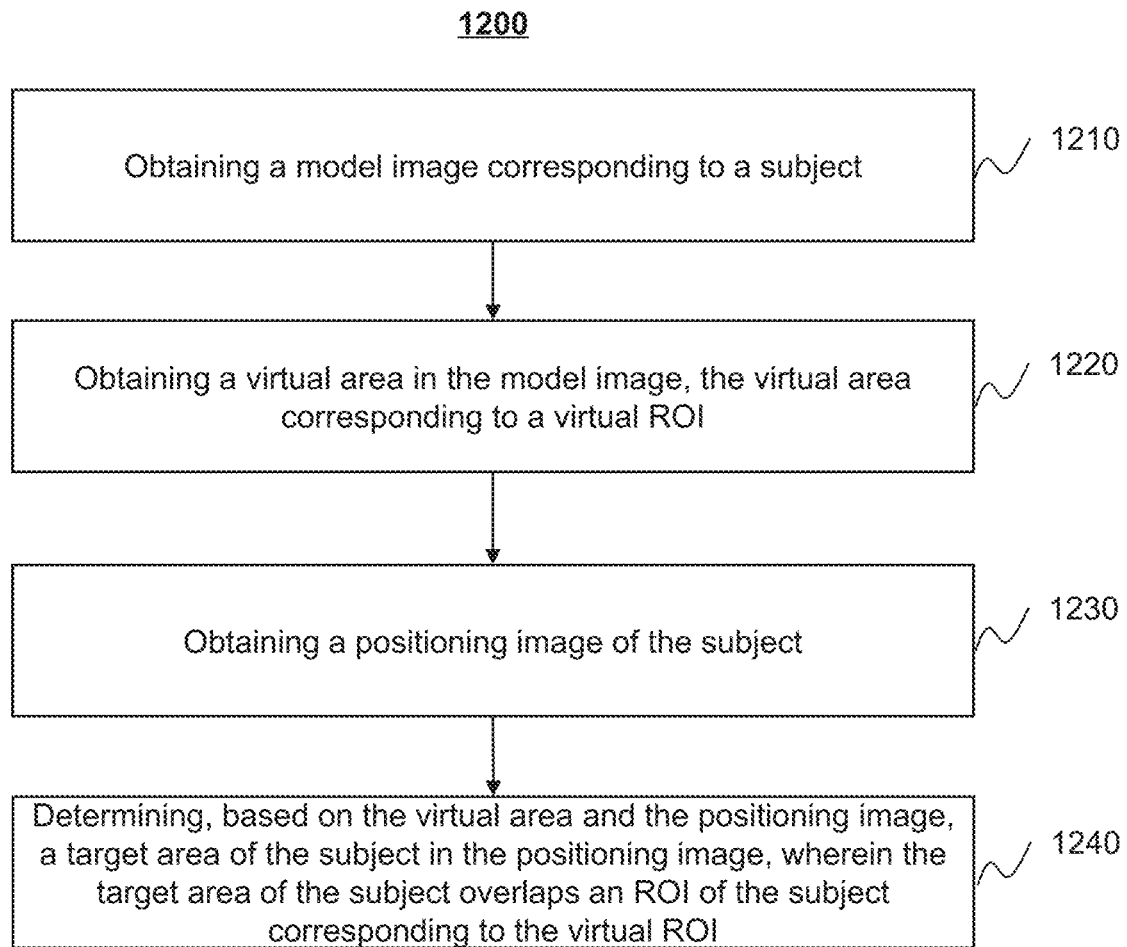 1200
Obtaining a model image corresponding to a subject
1210
Obtaining a virtual area in the model image, the virtual area
corresponding to a virtual ROI
1220
Obtaining a positioning image of the subject
1230
Determining, based on the virtual area and the positioning image,
a target area of the subject in the positioning image, wherein the
target area of the subject overlaps an ROI of the subject
corresponding to the virtual ROI
1240